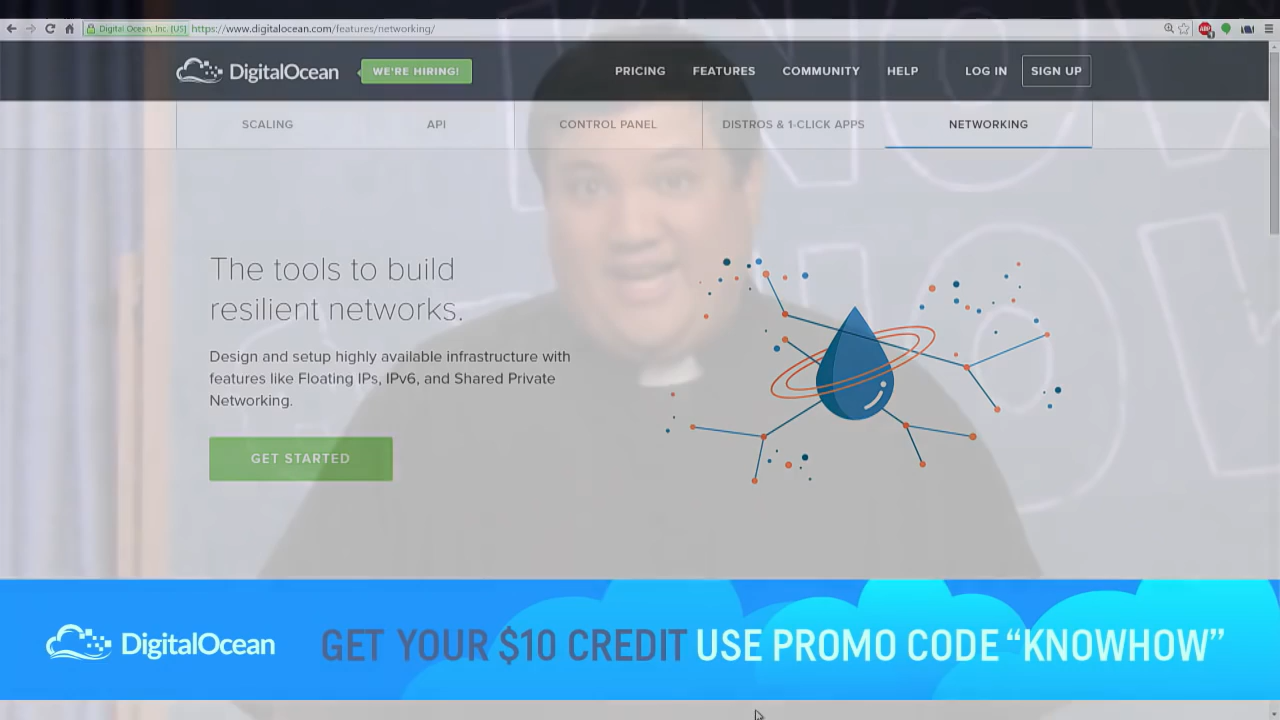 Digital Ocean, Inc. [US] https://www.digitalocean.com/features/networking/
DigitalOcean WE'RE HIRING! PRICING FEATURES COMMUNITY HELP LOG IN SIGN UP
SCALING API CONTROL PANEL DISTROS & 1-CLICK APPS NETWORKING
KNOW
HOW
The tools to build
resilient networks.
Design and setup highly available infrastructure with
features like Floating IPs, IPv6, and Shared Private
Networking.
GET STARTED
DigitalOcean GET YOUR $10 CREDIT USE PROMO CODE “KNOWHOW”